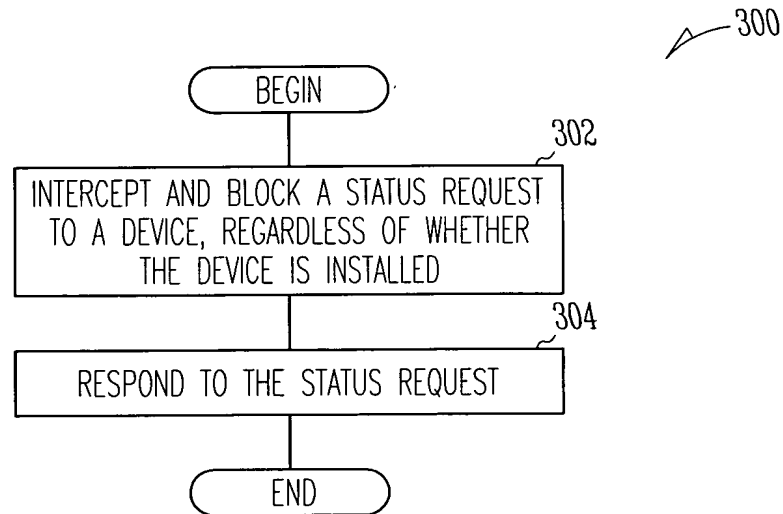 300
BEGIN
302
INTERCEPT AND BLOCK A STATUS REQUEST
TO A DEVICE, REGARDLESS OF WHETHER
THE DEVICE IS INSTALLED
304
RESPOND TO THE STATUS REQUEST
END